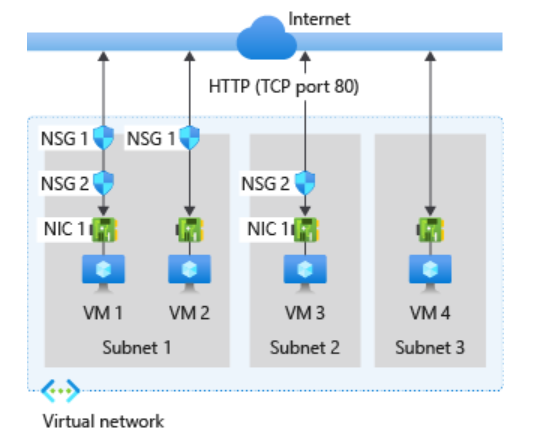 Internet
HTTP (TCP port 80)
NSG 1 NSG 1
NSG 2 NSG 2
NIC 1 NIC 1
VM 1 VM 2 VM 3 VM 4
Subnet 1 Subnet 2 Subnet 3
Virtual network